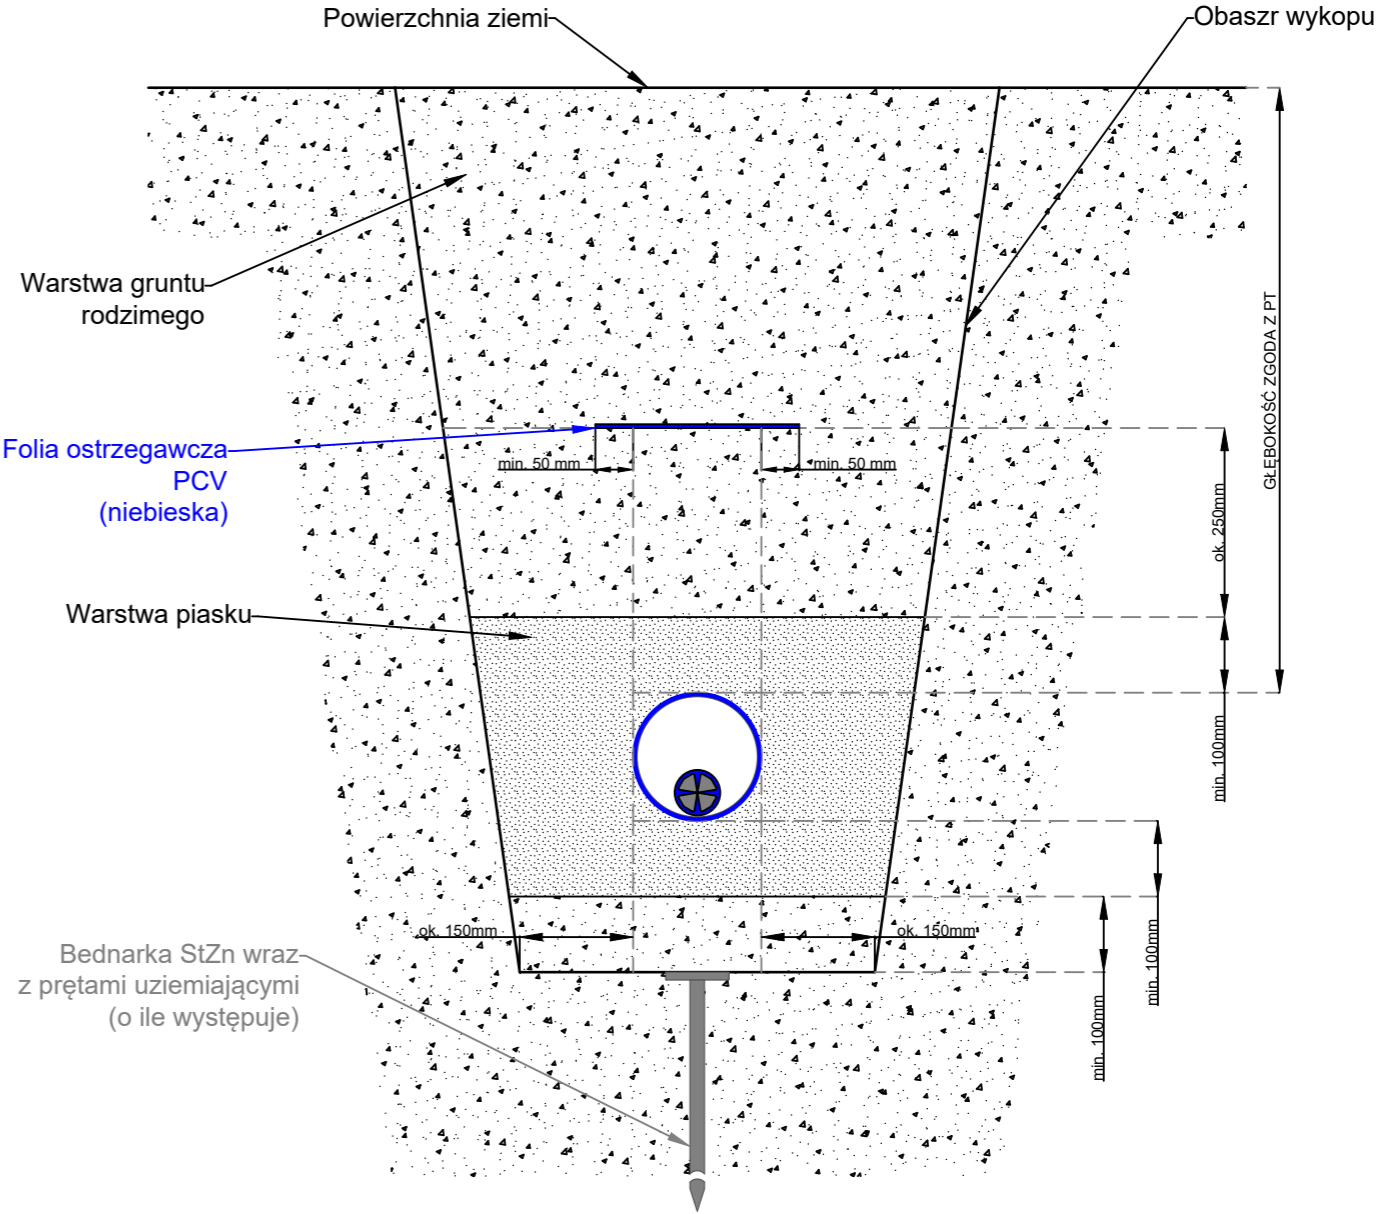 Powierzchnia ziemi
Obaszr wykopu
Warstwa gruntu
rodzimego
GŁĘBOKOŚĆ ZGODA Z PT
Folia ostrzegawcza
PCV
(niebieska)
min. 50 mm
min. 50 mm
ok. 250mm
Warstwa piasku
min. 100mm
ok. 150mm
ok. 150mm
min. 100mm
min. 100mm
Bednarka StZn wraz
z prętami uziemiającymi
(o ile występuje)